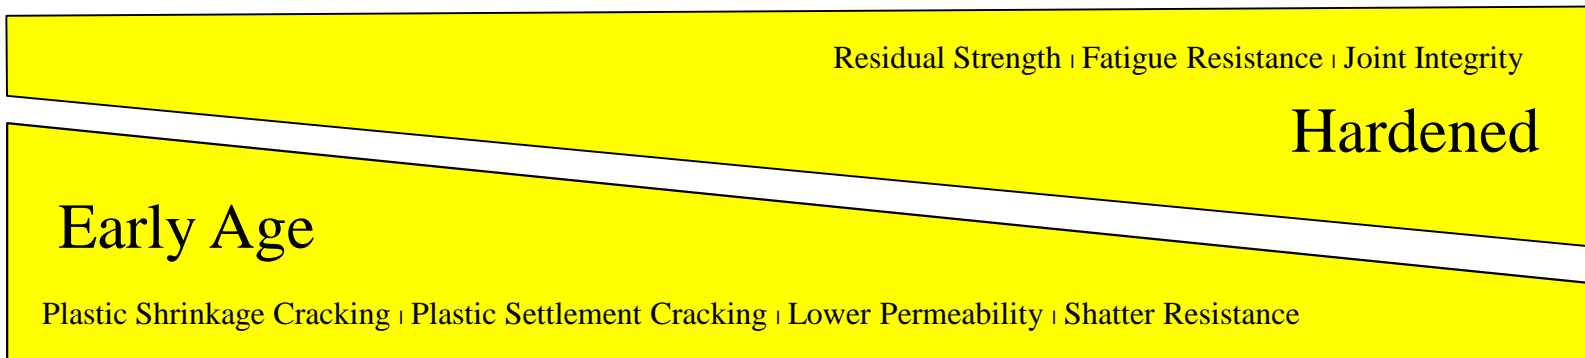 Residual Strength | Fatigue Resistance | Joint Integrity
Hardened
Early Age
Plastic Shrinkage Cracking | Plastic Settlement Cracking | Lower Permeability | Shatter Resistance